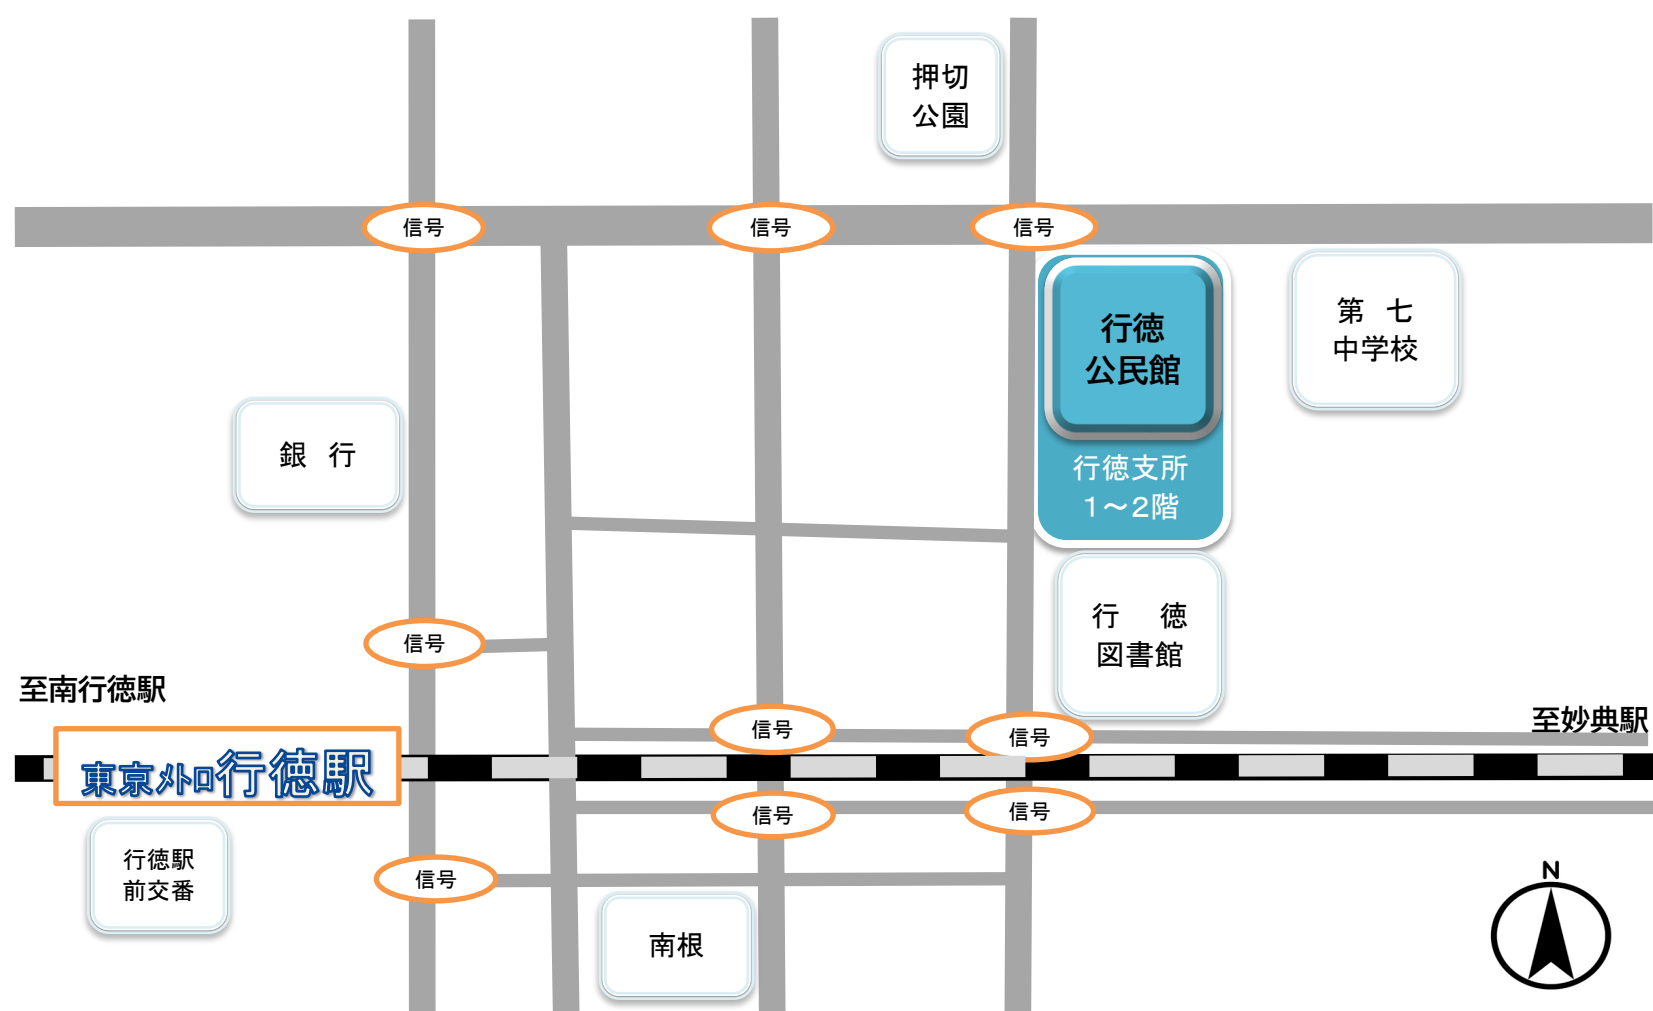 押切
公園
信号
信号
信号
行徳
公民館
第　七
中学校
銀　行
行徳支所
１～２階
信号
行　徳
図書館
至南行徳駅
至妙典駅
信号
信号
東京ﾒﾄﾛ行徳駅
信号
信号
行徳駅
前交番
信号
南根
N